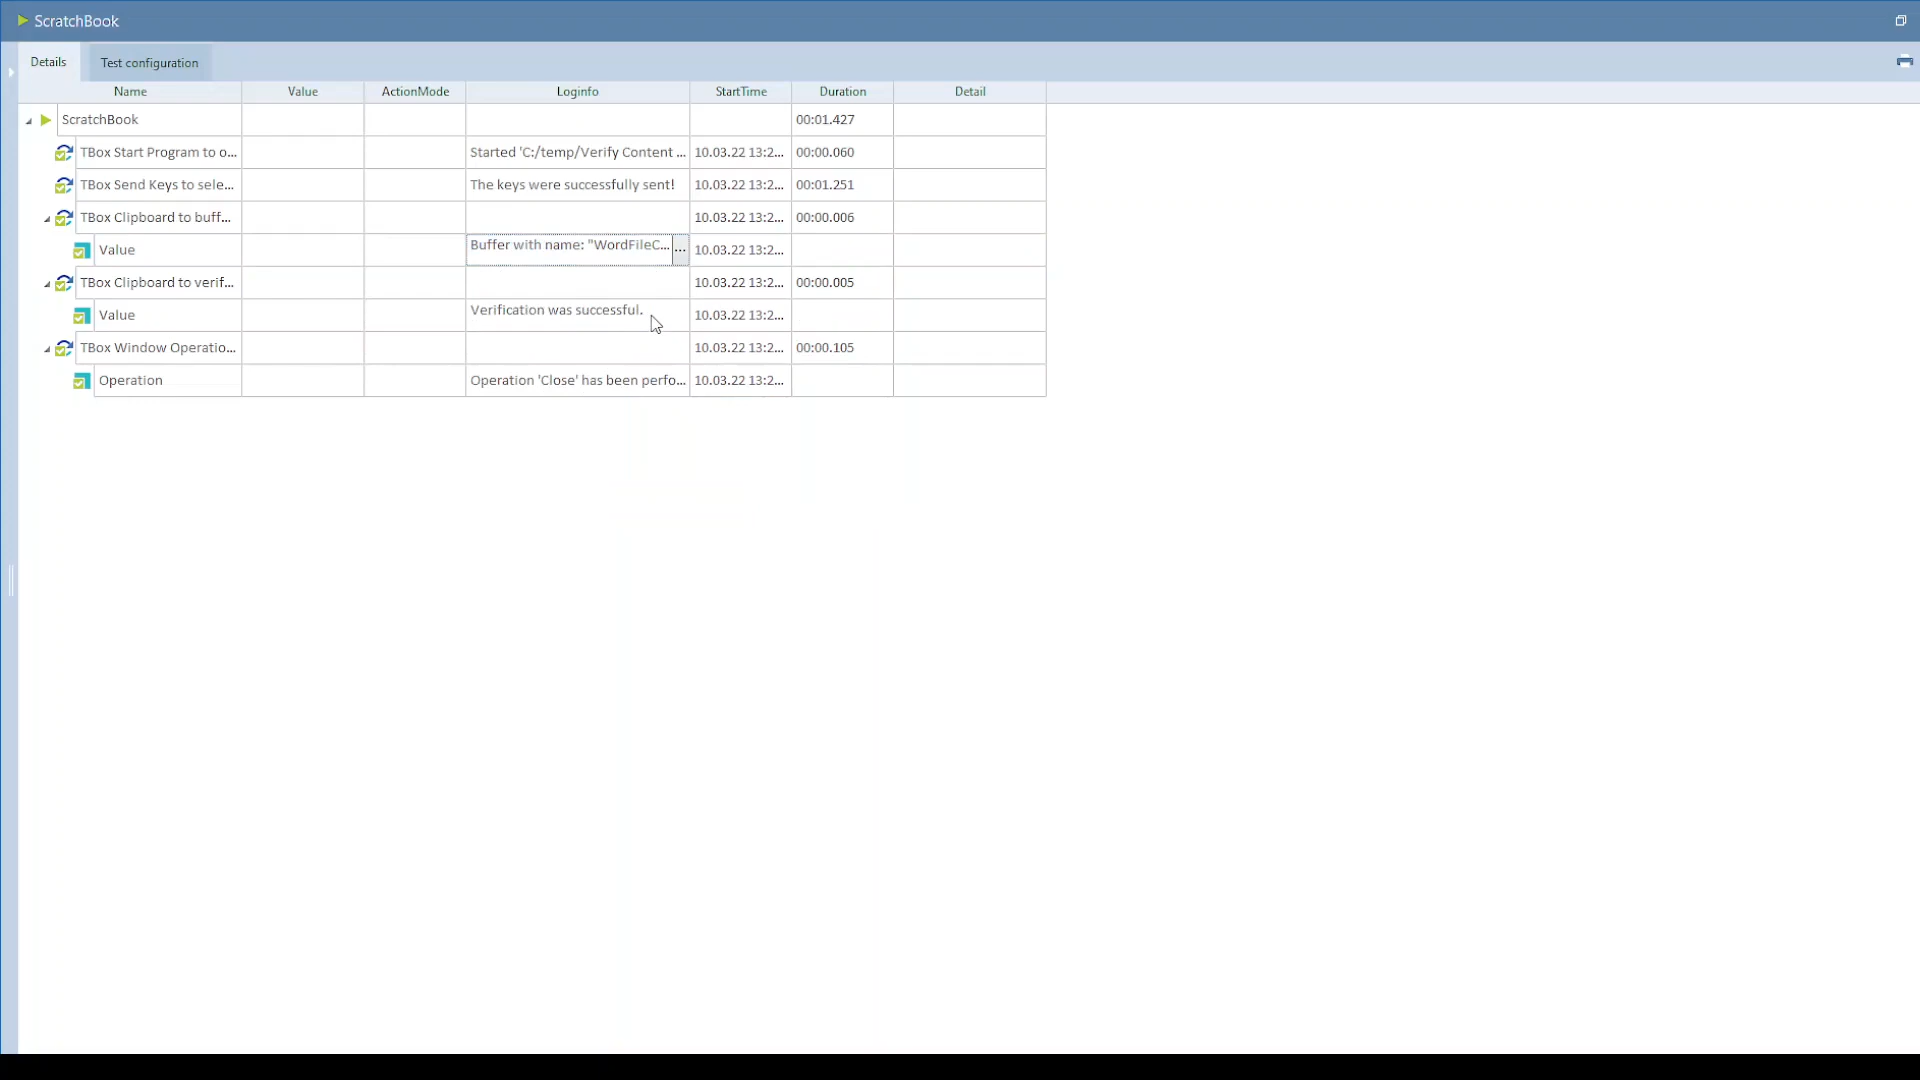 ScratchBook
Details Test configuration
Name Value ActionMode Loginfo StartTime Duration Detail
ScratchBook 00:01.427
TBox Start Program to o... Started 'C:/temp/Verify Content ... 10.03.22 13:2... 00:00.060
TBox Send Keys to sele... The keys were successfully sent! 10.03.22 13:2... 00:01.251
TBox Clipboard to buff... 10.03.22 13:2... 00:00.006
Value Buffer with name: "WordFileC... ... 10.03.22 13:2...
TBox Clipboard to verif... 10.03.22 13:2... 00:00.005
Value Verification was successful. 10.03.22 13:2...
TBox Window Operatio... 10.03.22 13:2... 00:00.105
Operation Operation 'Close' has been perfo... 10.03.22 13:2...